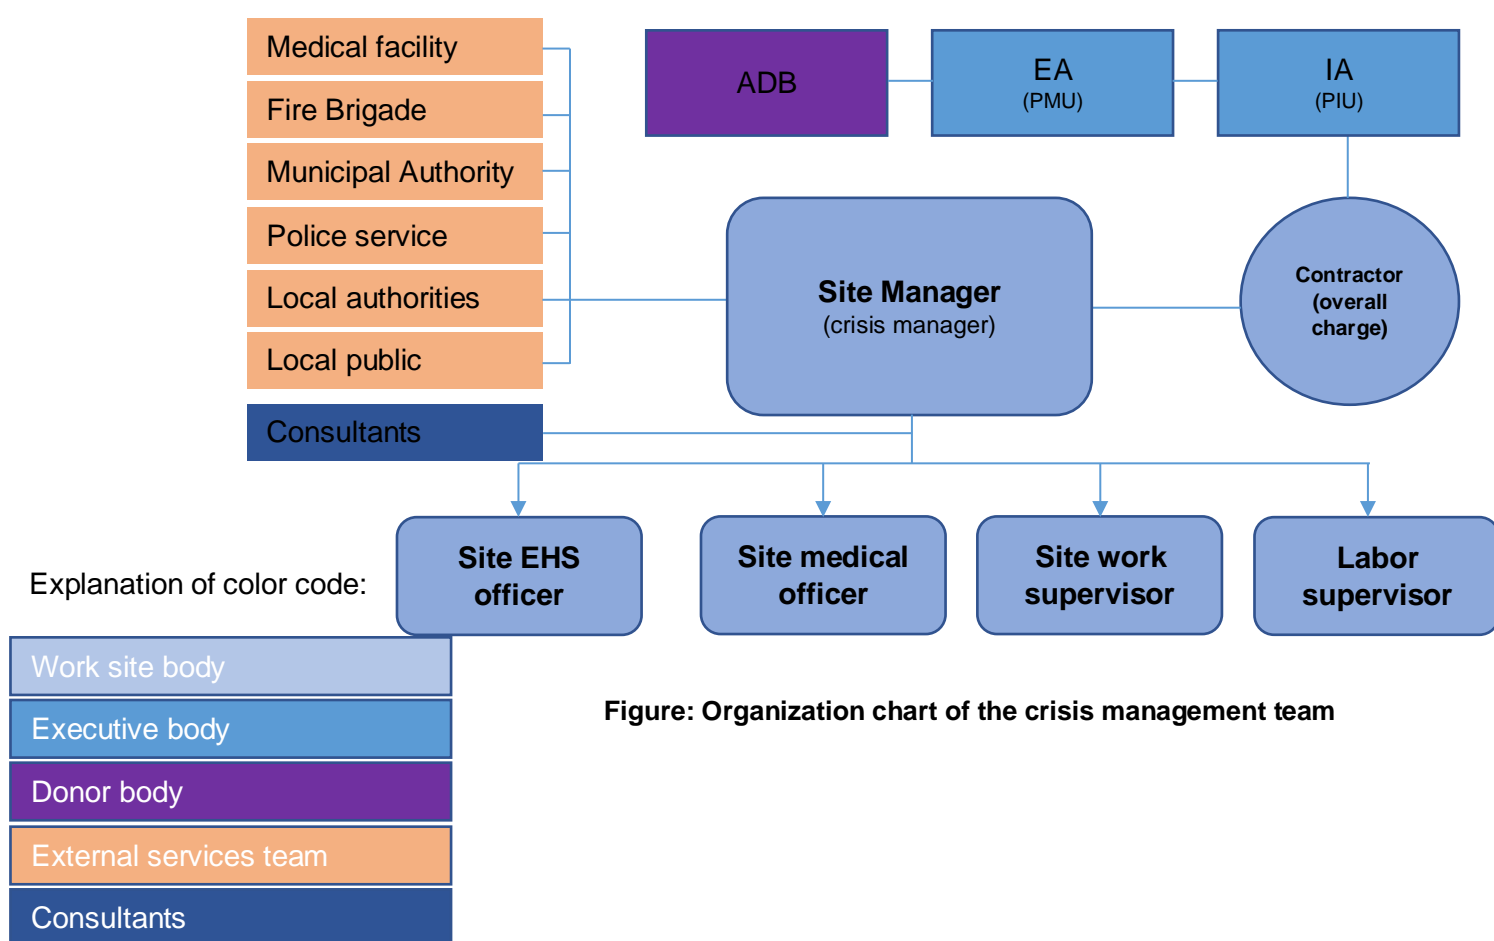 Medical facility
Fire Brigade
Municipal Authority
Police service
Local authorities
Local public
Consultants
ADB
EA
(PMU)
IA
(PIU)
Site Manager
(crisis manager)
Contractor
(overall
charge)
Site EHS
officer
Site medical
officer
Site work
supervisor
Labor
supervisor
Explanation of color code:
Work site body
Executive body
Donor body
External services team
Consultants
Figure: Organization chart of the crisis management team